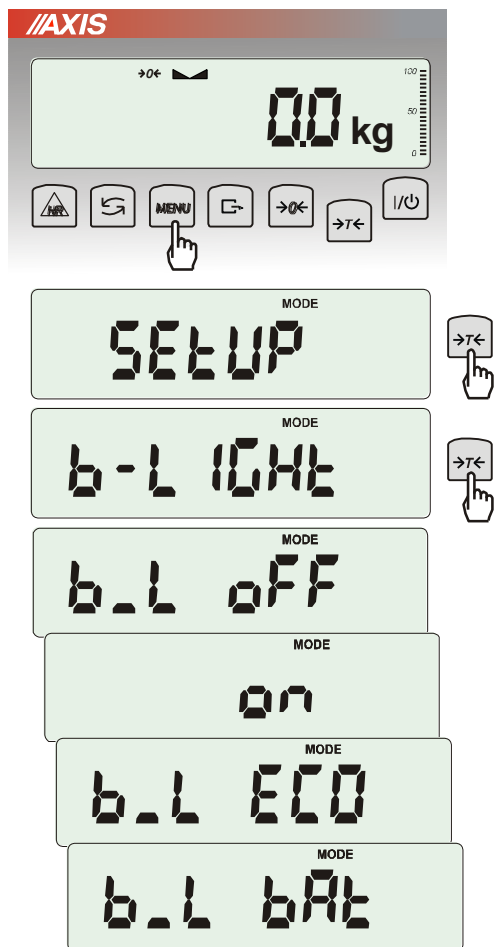 AXIS
→0←
100
50
0
0.0 kg
HR MENU →0← →T← I/
MODE
SEtUP
→T←
MODE
b-LIGHt
→T←
MODE
b_L oFF
MODE
on
MODE
b_L ECO
MODE
b_L bAt